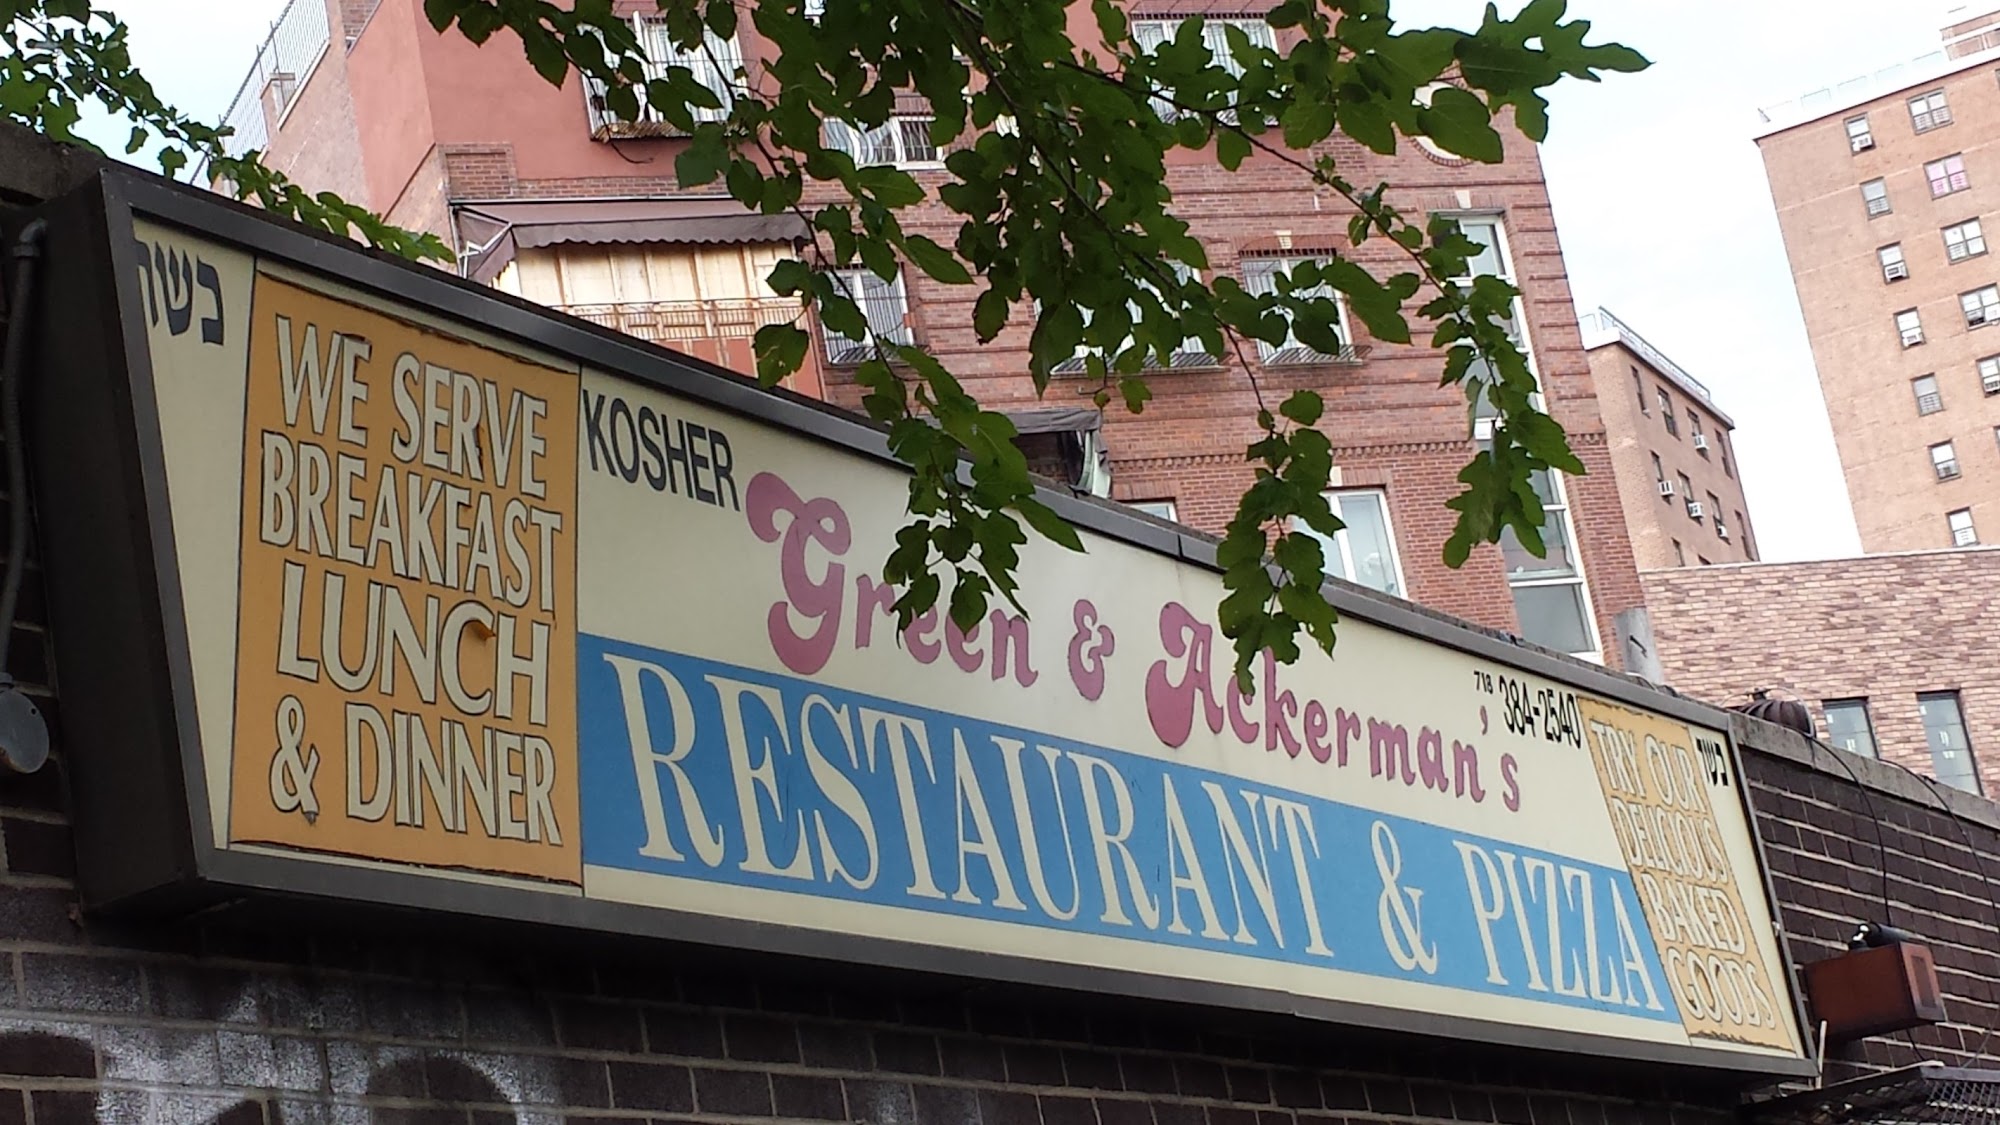 כשר
WE SERVE
BREAKFAST
LUNCH
& DINNER
KOSHER
Green & Ackerman's
718 384-2540
RESTAURANT & PIZZA
TRY OUR
DELICIOUS
BAKED
GOODS
כשר